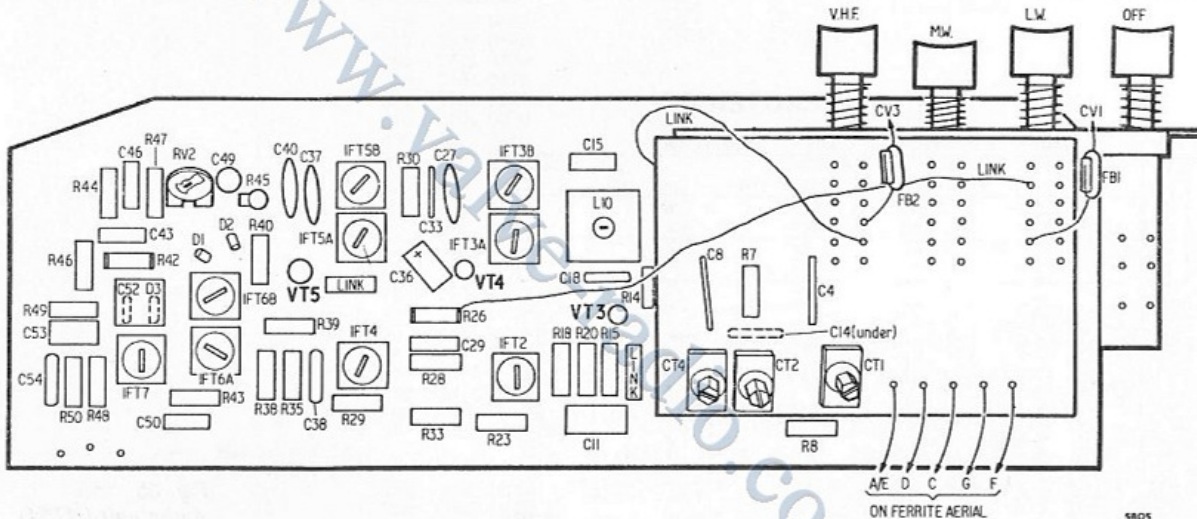 V.H.F.
M.W.
L.W.
OFF
LINK
CV3
CV1
R47
C46
RV2
C49
R44
R45
C40
C37
IFT5B
R30
C27
IFT3B
C15
LINK
FB1
FB2
L10
C43
D1
D2
R40
IFT5A
C33
IFT3A
R46
R42
C36
VT4
C18
C8
R7
C4
VT5
LINK
R14
C52
D3
IFT6B
R49
R26
VT3
C53
R39
IFT4
C29
IFT2
R18
R20
R15
C14(under)
R28
LINK
CT4
CT2
CT1
C54
IFT7
IFT6A
R50
R48
R43
R38
R35
C38
R29
C50
R33
R23
C11
R8
A/E D C G F
ON FERRITE AERIAL
5805
www.valve-radio.co